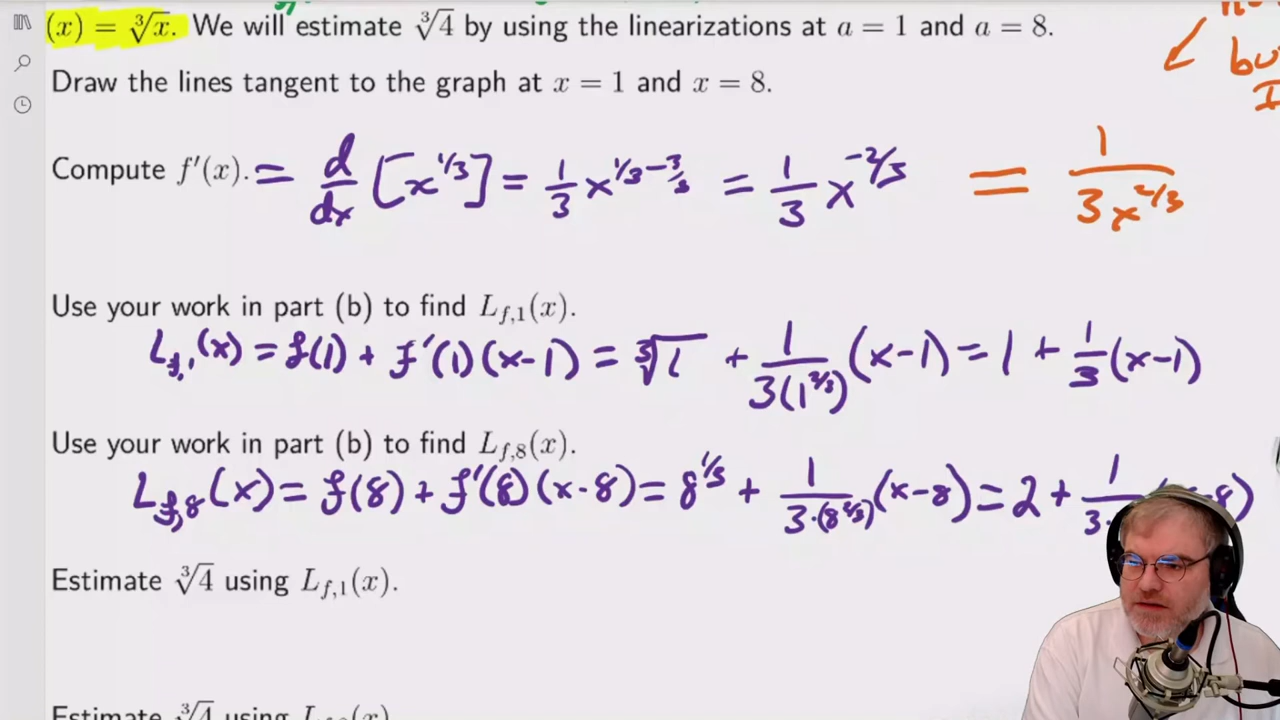 (x) = ∛x. We will estimate ∛4 by using the linearizations at a = 1 and a = 8.
Draw the lines tangent to the graph at x = 1 and x = 8.
bu
I
Compute f'(x). = d/dx [x^{1/3}] = 1/3 x^{1/3 - 3/3} = 1/3 x^{-2/3} = 1/(3x^{2/3})
Use your work in part (b) to find L_{f,1}(x).
L_{f,1}(x) = f(1) + f'(1)(x-1) = ∛1 + 1/(3(1^{2/3})) (x-1) = 1 + 1/3 (x-1)
Use your work in part (b) to find L_{f,8}(x).
L_{f,8}(x) = f(8) + f'(8)(x-8) = 8^{1/3} + 1/(3·(8^{2/3})) (x-8) = 2 + 1/3· 8)
Estimate ∛4 using L_{f,1}(x).
Estimate ∛4 using